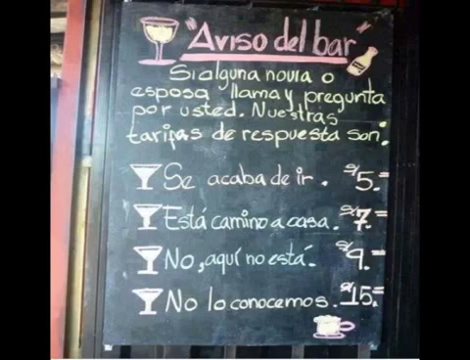 "Aviso del bar"
Si alguna novia o
esposa llama y pregunta
por usted. Nuestras
tarifas de respuesta son:
Se acaba de ir. S/5.=
Está camino a casa. S/7.=
No, aquí no está. S/9.=
No lo conocemos. S/15.=